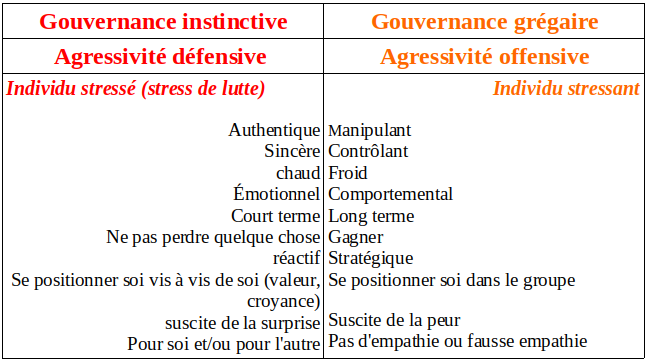 Gouvernance instinctive
Gouvernance grégaire
Agressivité défensive
Agressivité offensive
Individu stressé (stress de lutte)
Individu stressant
Authentique
Manipulant
Sincère
Contrôlant
chaud
Froid
Émotionnel
Comportemental
Court terme
Long terme
Ne pas perdre quelque chose
Gagner
réactif
Stratégique
Se positionner soi vis à vis de soi (valeur,
croyance)
Se positionner soi dans le groupe
suscite de la surprise
Suscite de la peur
Pour soi et/ou pour l'autre
Pas d'empathie ou fausse empathie